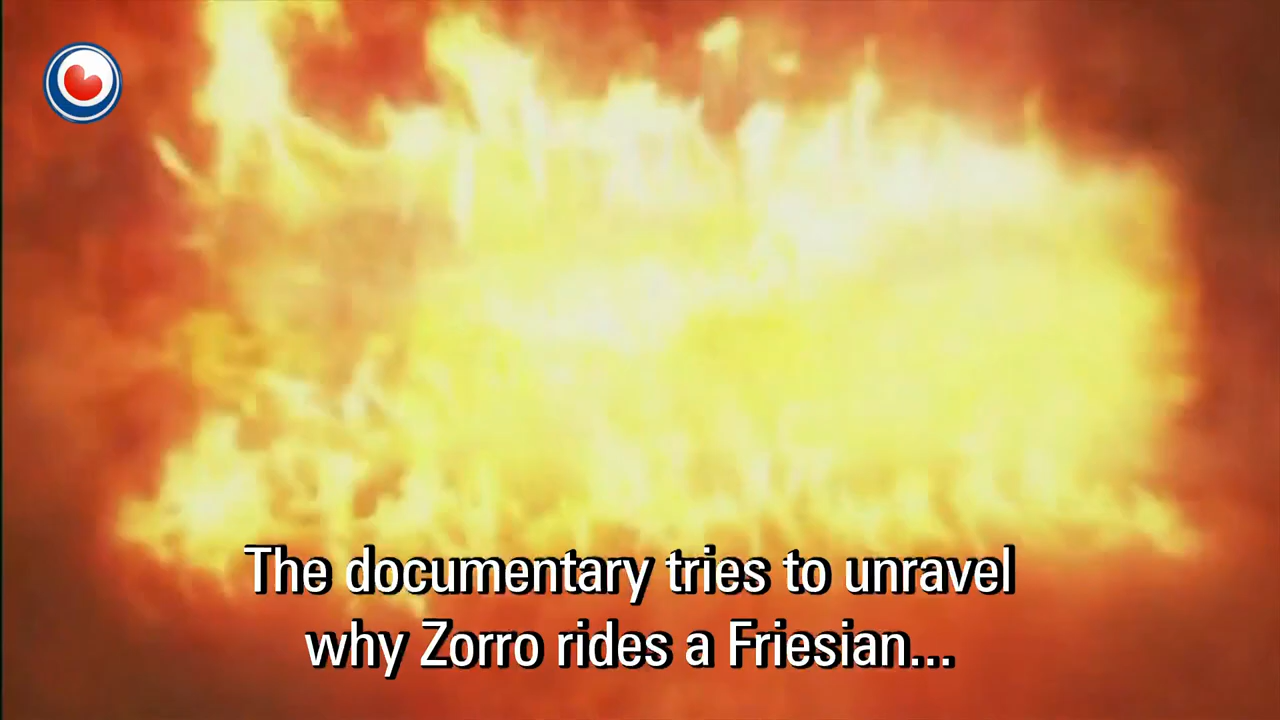 The documentary tries to unravel
why Zorro rides a Friesian...